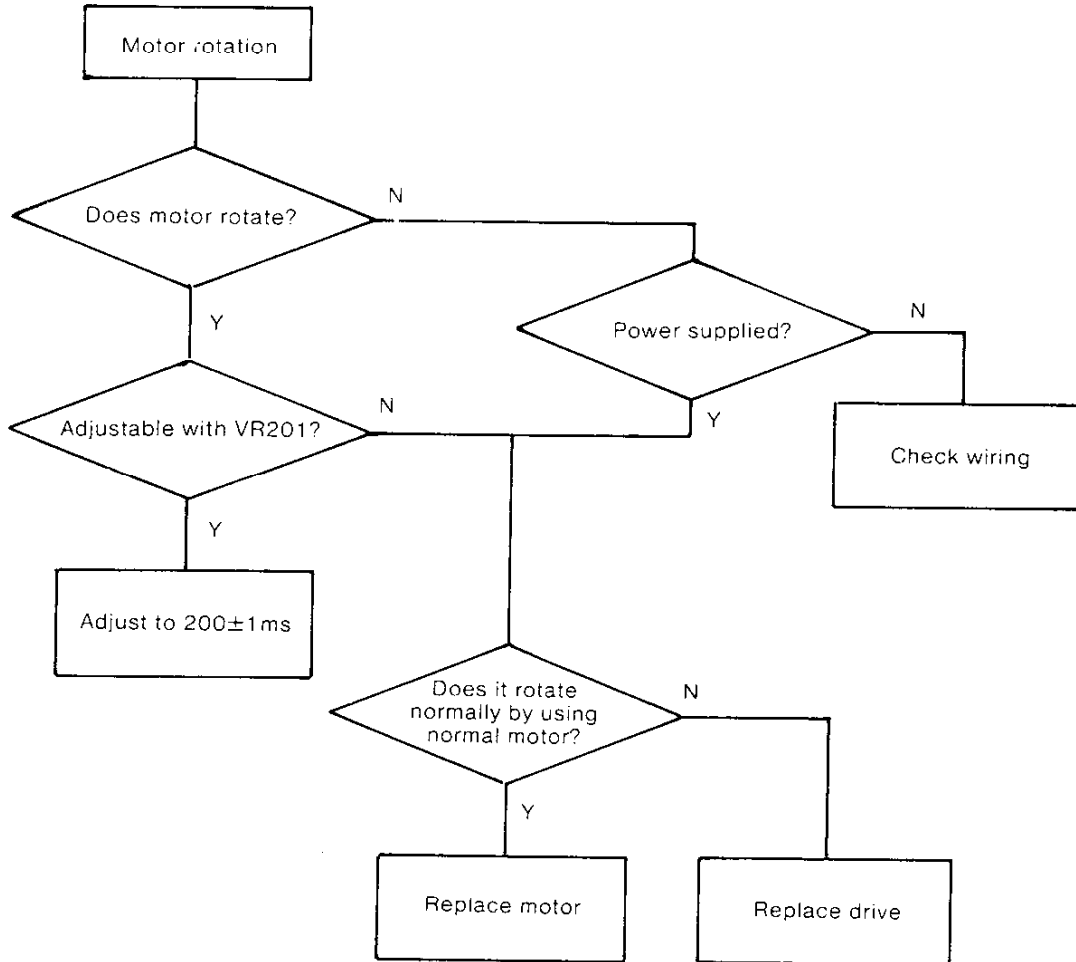 Motor rotation
Does motor rotate?
N
Y
Power supplied?
N
Y
Adjustable with VR201?
N
Y
Check wiring
Adjust to 200±1ms
Does it rotate
normally by using
normal motor?
N
Y
Replace motor
Replace drive